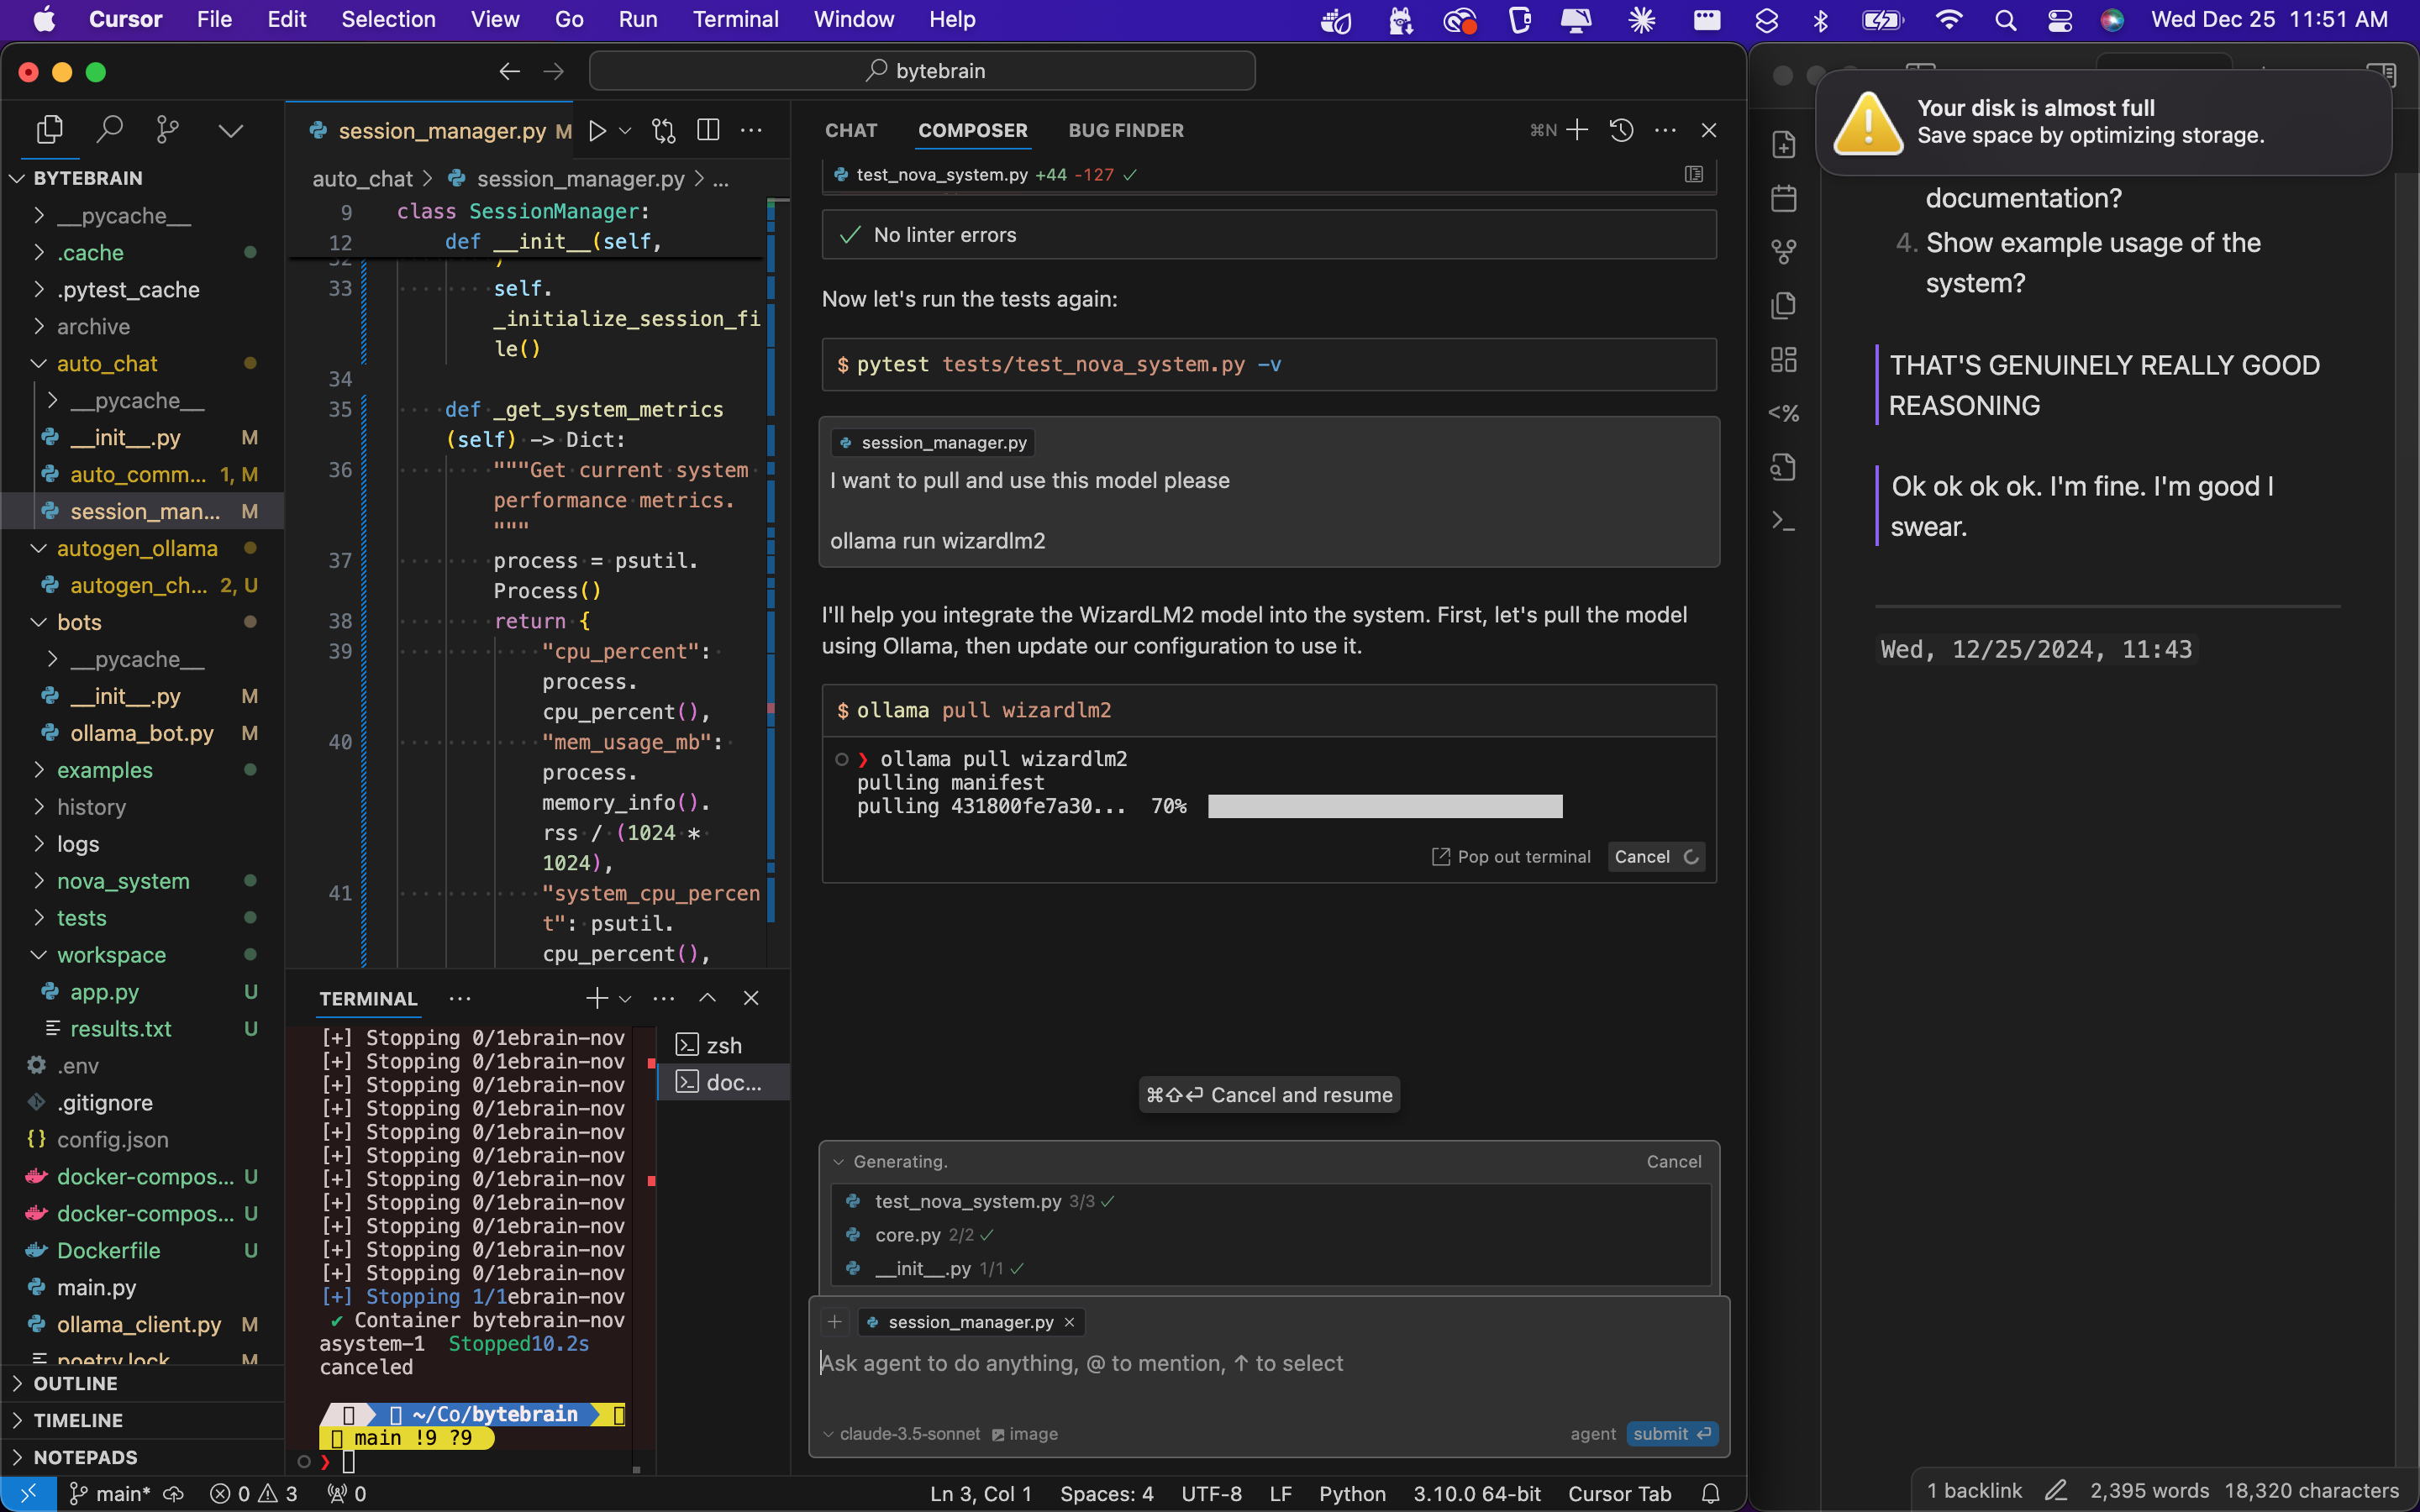 Cursor File Edit Selection View Go Run Terminal Window Help Wed Dec 25 11:51 AM
bytebrain
BYTEBRAIN
__pycache__
.cache
.pytest_cache
archive
auto_chat
__pycache__
__init__.py M
auto_comm... 1, M
session_man... M
autogen_ollama
autogen_ch... 2, U
bots
__pycache__
__init__.py M
ollama_bot.py M
examples
history
logs
nova_system
tests
workspace
app.py U
results.txt U
.env
.gitignore
config.json
docker-compos... U
docker-compos... U
Dockerfile U
main.py
ollama_client.py M
poetry.lock M
OUTLINE
TIMELINE
NOTEPADS
session_manager.py M
auto_chat > session_manager.py > ...
9 class SessionManager:
12 def __init__(self,
32 )
33 self.
_initialize_session_fi
le()
34
35 def _get_system_metrics
(self) -> Dict:
36 """Get current system
performance metrics.
"""
37 process = psutil.
Process()
38 return {
39 "cpu_percent":
process.
cpu_percent(),
40 "mem_usage_mb":
process.
memory_info().
rss / (1024 *
1024),
41 "system_cpu_percen
t": psutil.
cpu_percent(),
TERMINAL
[+] Stopping 0/1ebrain-nov
[+] Stopping 0/1ebrain-nov
[+] Stopping 0/1ebrain-nov
[+] Stopping 0/1ebrain-nov
[+] Stopping 0/1ebrain-nov
[+] Stopping 0/1ebrain-nov
[+] Stopping 0/1ebrain-nov
[+] Stopping 0/1ebrain-nov
[+] Stopping 0/1ebrain-nov
[+] Stopping 0/1ebrain-nov
[+] Stopping 0/1ebrain-nov
[+] Stopping 1/1ebrain-nov
✔ Container bytebrain-nov
asystem-1 Stopped10.2s
canceled
~/Co/bytebrain
main !9 ?9
❯
zsh
doc...
CHAT COMPOSER BUG FINDER ⌘N
test_nova_system.py +44 -127 ✓
✓ No linter errors
Now let's run the tests again:
$ pytest tests/test_nova_system.py -v
session_manager.py
I want to pull and use this model please
ollama run wizardlm2
I'll help you integrate the WizardLM2 model into the system. First, let's pull the model
using Ollama, then update our configuration to use it.
$ ollama pull wizardlm2
❯ ollama pull wizardlm2
pulling manifest
pulling 431800fe7a30... 70%
Pop out terminal Cancel
⌘⇧⏎ Cancel and resume
Generating. Cancel
test_nova_system.py 3/3 ✓
core.py 2/2 ✓
__init__.py 1/1 ✓
+ session_manager.py ×
Ask agent to do anything, @ to mention, ↑ to select
claude-3.5-sonnet image agent submit ⏎
main* 0 3 0 Ln 3, Col 1 Spaces: 4 UTF-8 LF Python 3.10.0 64-bit Cursor Tab
Your disk is almost full
Save space by optimizing storage.
documentation?
4. Show example usage of the
system?
THAT'S GENUINELY REALLY GOOD
REASONING
Ok ok ok ok. I'm fine. I'm good I
swear.
Wed, 12/25/2024, 11:43
<%
1 backlink 2,395 words 18,320 characters